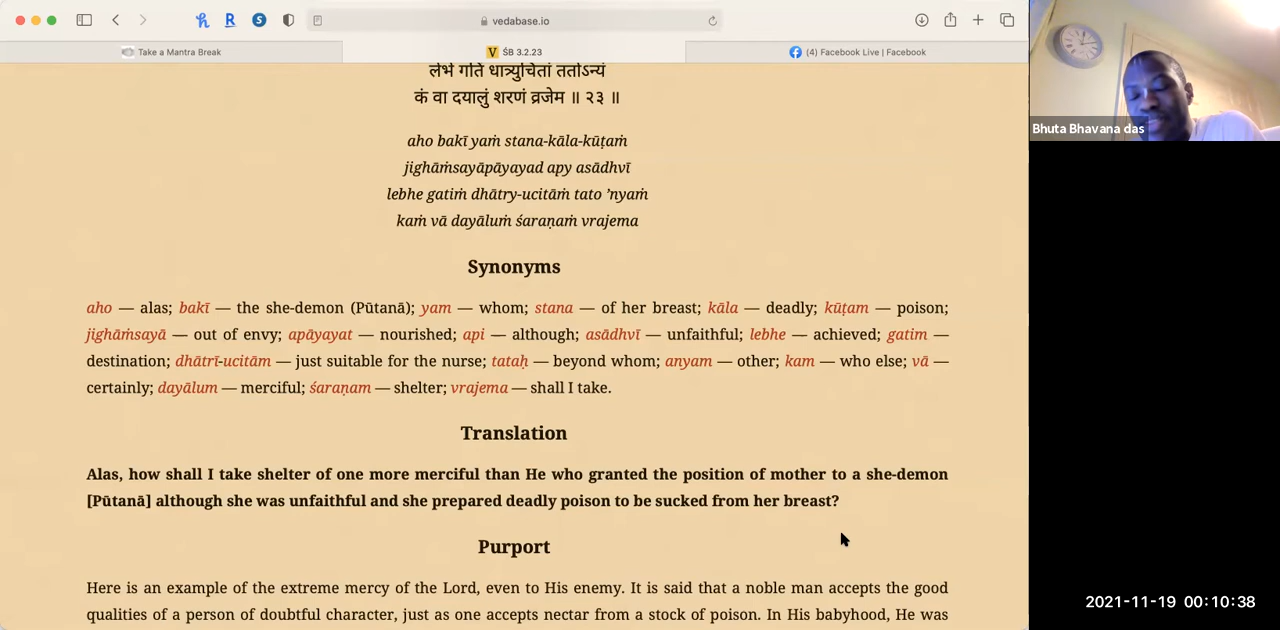 vedabase.io
Take a Mantra Break
V ŚB 3.2.23
(4) Facebook Live | Facebook
लेभे गतिं धात्र्युचितां ततोऽन्यं
कं वा दयालुं शरणं व्रजेम ॥ २३ ॥
aho bakī yaṁ stana-kāla-kūṭaṁ
jighāṁsayāpāyayad apy asādhvī
lebhe gatiṁ dhātry-ucitāṁ tato ’nyaṁ
kaṁ vā dayāluṁ śaraṇaṁ vrajema
Synonyms
aho — alas; bakī — the she-demon (Pūtanā); yam — whom; stana — of her breast; kāla — deadly; kūṭam — poison;
jighāṁsayā — out of envy; apāyayat — nourished; api — although; asādhvī — unfaithful; lebhe — achieved; gatim —
destination; dhātrī-ucitām — just suitable for the nurse; tataḥ — beyond whom; anyam — other; kam — who else; vā —
certainly; dayālum — merciful; śaraṇam — shelter; vrajema — shall I take.
Translation
Alas, how shall I take shelter of one more merciful than He who granted the position of mother to a she-demon
[Pūtanā] although she was unfaithful and she prepared deadly poison to be sucked from her breast?
Purport
Here is an example of the extreme mercy of the Lord, even to His enemy. It is said that a noble man accepts the good
qualities of a person of doubtful character, just as one accepts nectar from a stock of poison. In His babyhood, He was
Bhuta Bhavana das
2021-11-19 00:10:38